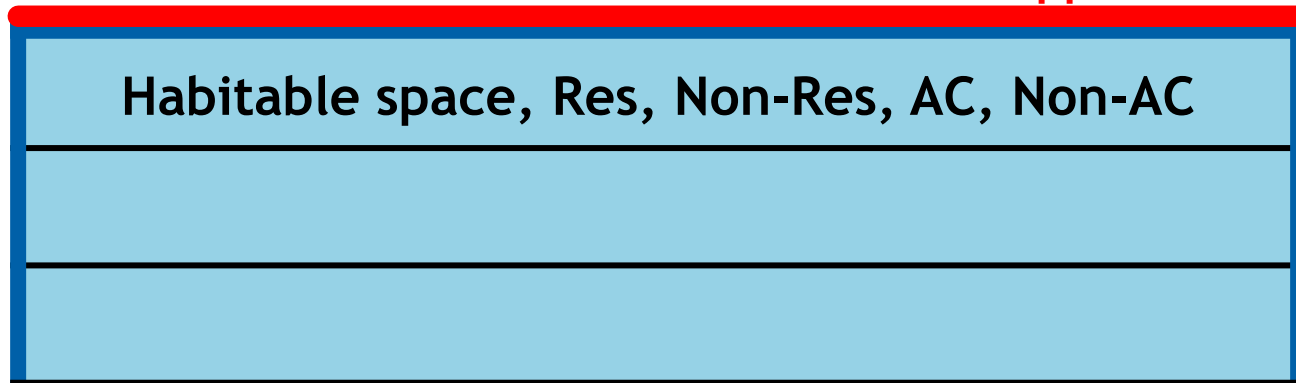 Habitable space, Res, Non-Res, AC, Non-AC